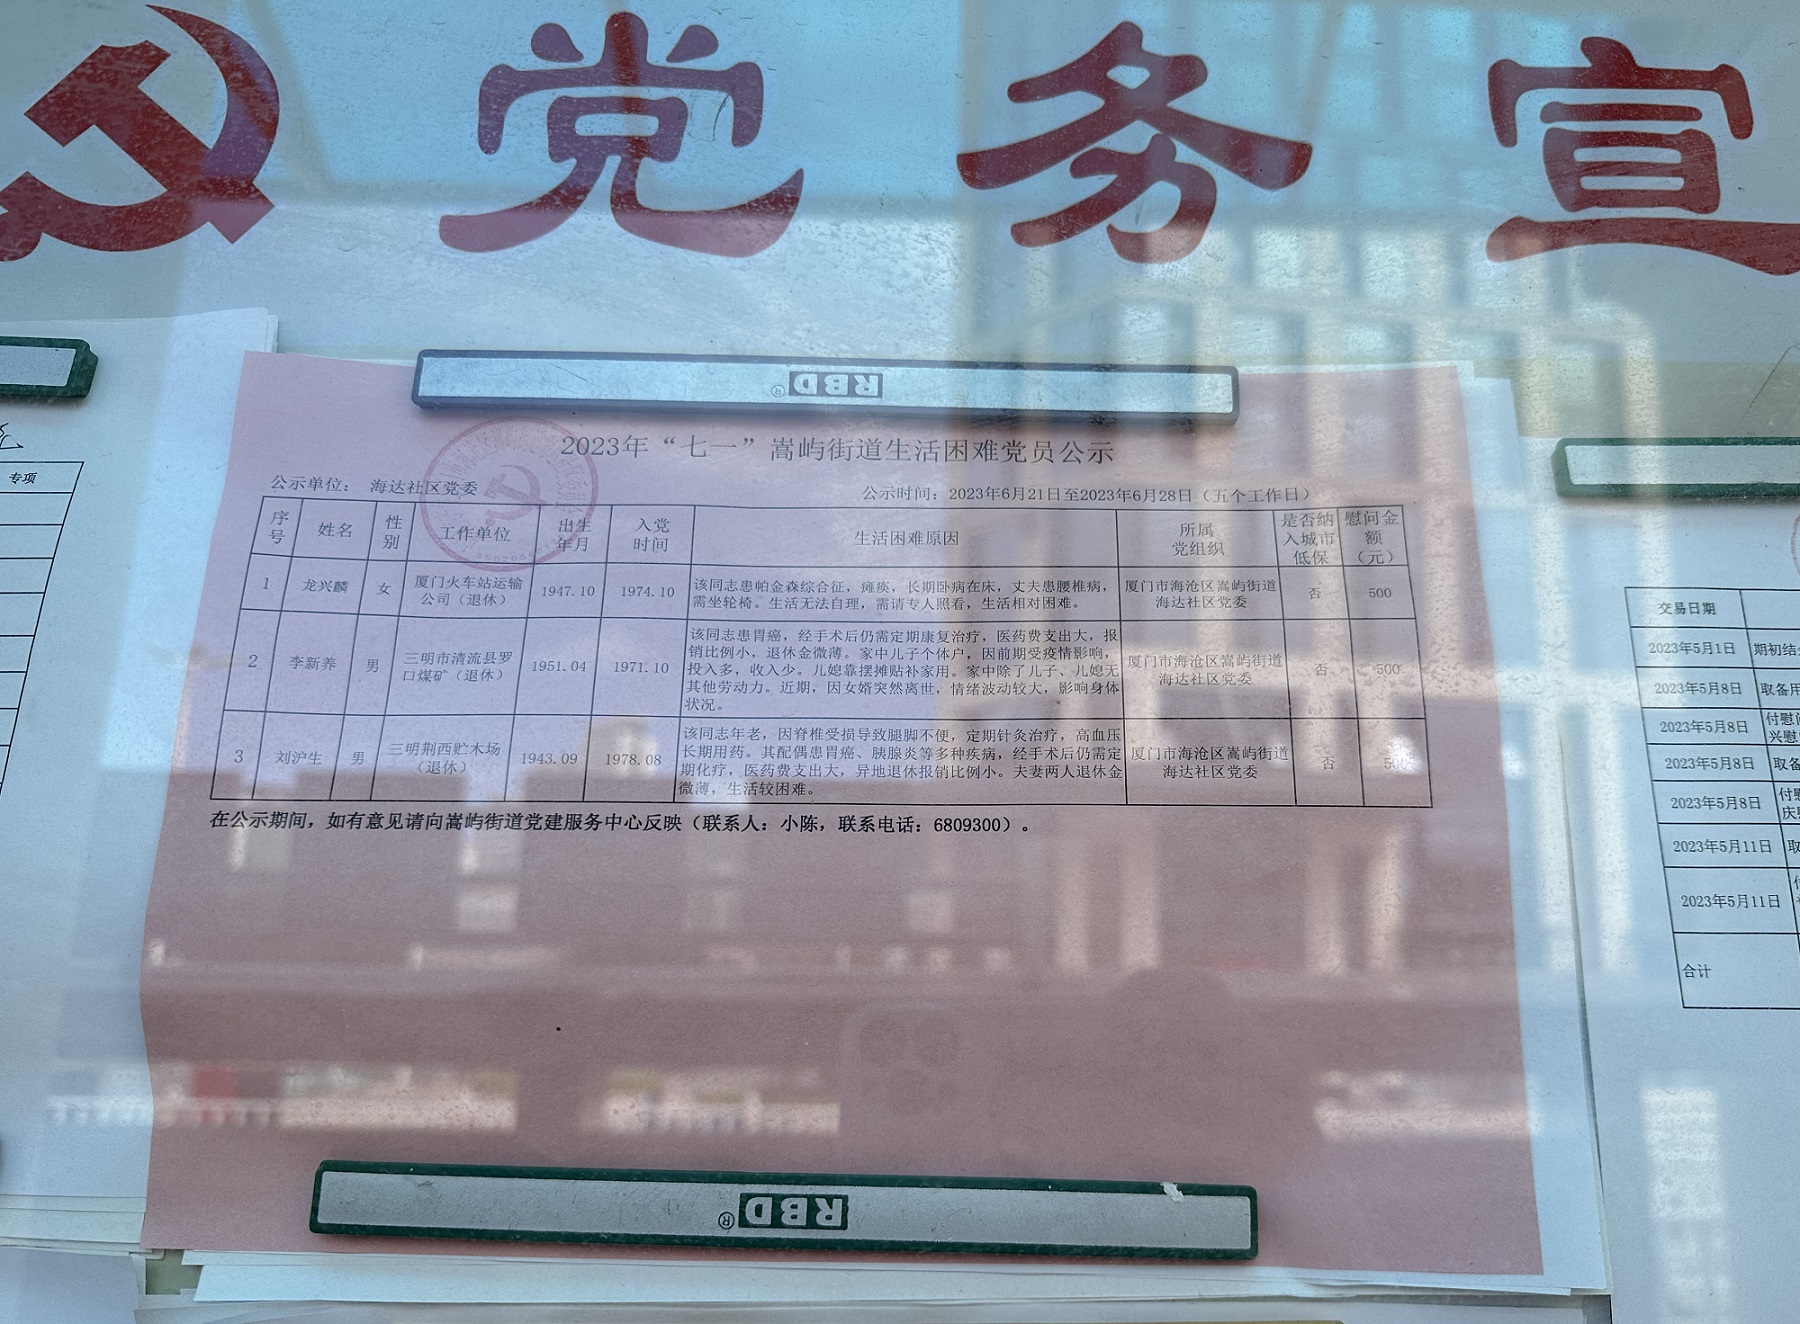 党务宣
RBD®
2023年“七一”嵩屿街道生活困难党员公示
公示单位： 海达社区党委
公示时间：2023年6月21日至2023年6月28日（五个工作日）
序号 姓名 性别 工作单位 出生年月 入党时间 生活困难原因 所属党组织 是否纳入城市低保 慰问金额（元）
1 龙兴麟 女 厦门火车站运输公司（退休） 1947.10 1974.10 该同志患帕金森综合征，瘫痪，长期卧病在床，丈夫患腰椎病，需坐轮椅。生活无法自理，需请专人照看，生活相对困难。 厦门市海沧区嵩屿街道海达社区党委 否 500
2 李新养 男 三明市清流县罗口煤矿（退休） 1951.04 1971.10 该同志患胃癌，经手术后仍需定期康复治疗，医药费支出大，报销比例小，退休金微薄。家中儿子个体户，因前期受疫情影响，投入多，收入少。儿媳靠摆摊贴补家用。家中除了儿子、儿媳无其他劳动力。近期，因女婿突然离世，情绪波动较大，影响身体状况。 厦门市海沧区嵩屿街道海达社区党委 否 500
3 刘沪生 男 三明荆西贮木场（退休） 1943.09 1978.08 该同志年老，因脊椎受损导致腿脚不便，定期针灸治疗，高血压长期用药。其配偶患胃癌、胰腺炎等多种疾病，经手术后仍需定期化疗，医药费支出大，异地退休报销比例小。夫妻两人退休金微薄，生活较困难。 厦门市海沧区嵩屿街道海达社区党委 否
在公示期间，如有意见请向嵩屿街道党建服务中心反映（联系人：小陈，联系电话：6809300）。
RBD®
专项
交易日期
2023年5月1日 期初结
2023年5月8日 取备用
2023年5月8日 付慰问 兴慰
2023年5月8日 取备
2023年5月8日 付慰 庆
2023年5月11日 取
2023年5月11日
合计